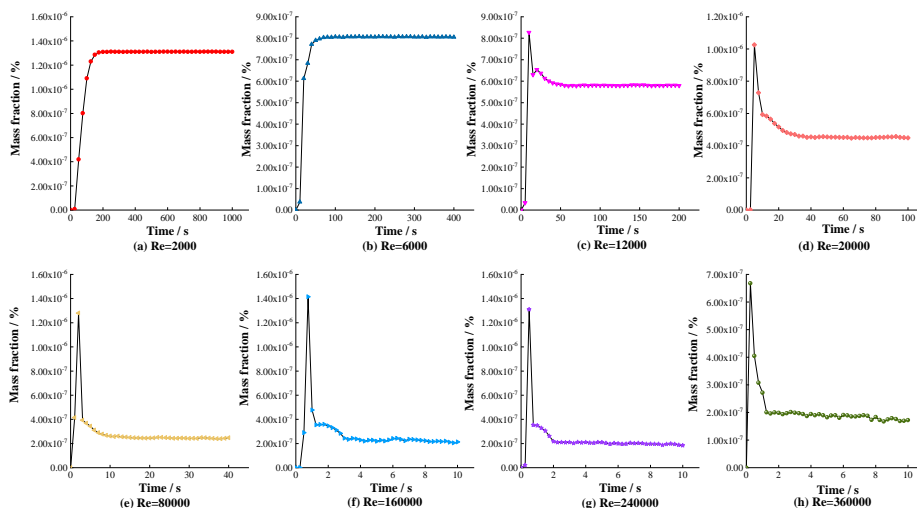 1.60x10⁻⁶
1.40x10⁻⁶
1.20x10⁻⁶
1.00x10⁻⁶
8.00x10⁻⁷
6.00x10⁻⁷
4.00x10⁻⁷
2.00x10⁻⁷
0.00
Mass fraction / %
0 200 400 600 800 1000
Time / s
(a) Re=2000
9.00x10⁻⁷
8.00x10⁻⁷
7.00x10⁻⁷
6.00x10⁻⁷
5.00x10⁻⁷
4.00x10⁻⁷
3.00x10⁻⁷
2.00x10⁻⁷
1.00x10⁻⁷
0.00
Mass fraction / %
0 100 200 300 400
Time / s
(b) Re=6000
9.00x10⁻⁷
8.00x10⁻⁷
7.00x10⁻⁷
6.00x10⁻⁷
5.00x10⁻⁷
4.00x10⁻⁷
3.00x10⁻⁷
2.00x10⁻⁷
1.00x10⁻⁷
0.00
Mass fraction / %
0 50 100 150 200
Time / s
(c) Re=12000
1.20x10⁻⁶
1.00x10⁻⁶
8.00x10⁻⁷
6.00x10⁻⁷
4.00x10⁻⁷
2.00x10⁻⁷
0.00
Mass fraction / %
0 20 40 60 80 100
Time / s
(d) Re=20000
1.60x10⁻⁶
1.40x10⁻⁶
1.20x10⁻⁶
1.00x10⁻⁶
8.00x10⁻⁷
6.00x10⁻⁷
4.00x10⁻⁷
2.00x10⁻⁷
0.00
Mass fraction / %
0 10 20 30 40
Time / s
(e) Re=80000
1.60x10⁻⁶
1.40x10⁻⁶
1.20x10⁻⁶
1.00x10⁻⁶
8.00x10⁻⁷
6.00x10⁻⁷
4.00x10⁻⁷
2.00x10⁻⁷
0.00
Mass fraction / %
0 2 4 6 8 10
Time / s
(f) Re=160000
1.60x10⁻⁶
1.40x10⁻⁶
1.20x10⁻⁶
1.00x10⁻⁶
8.00x10⁻⁷
6.00x10⁻⁷
4.00x10⁻⁷
2.00x10⁻⁷
0.00
Mass fraction / %
0 2 4 6 8 10
Time / s
(g) Re=240000
7.00x10⁻⁷
6.00x10⁻⁷
5.00x10⁻⁷
4.00x10⁻⁷
3.00x10⁻⁷
2.00x10⁻⁷
1.00x10⁻⁷
0.00
Mass fraction / %
0 2 4 6 8 10
Time / s
(h) Re=360000